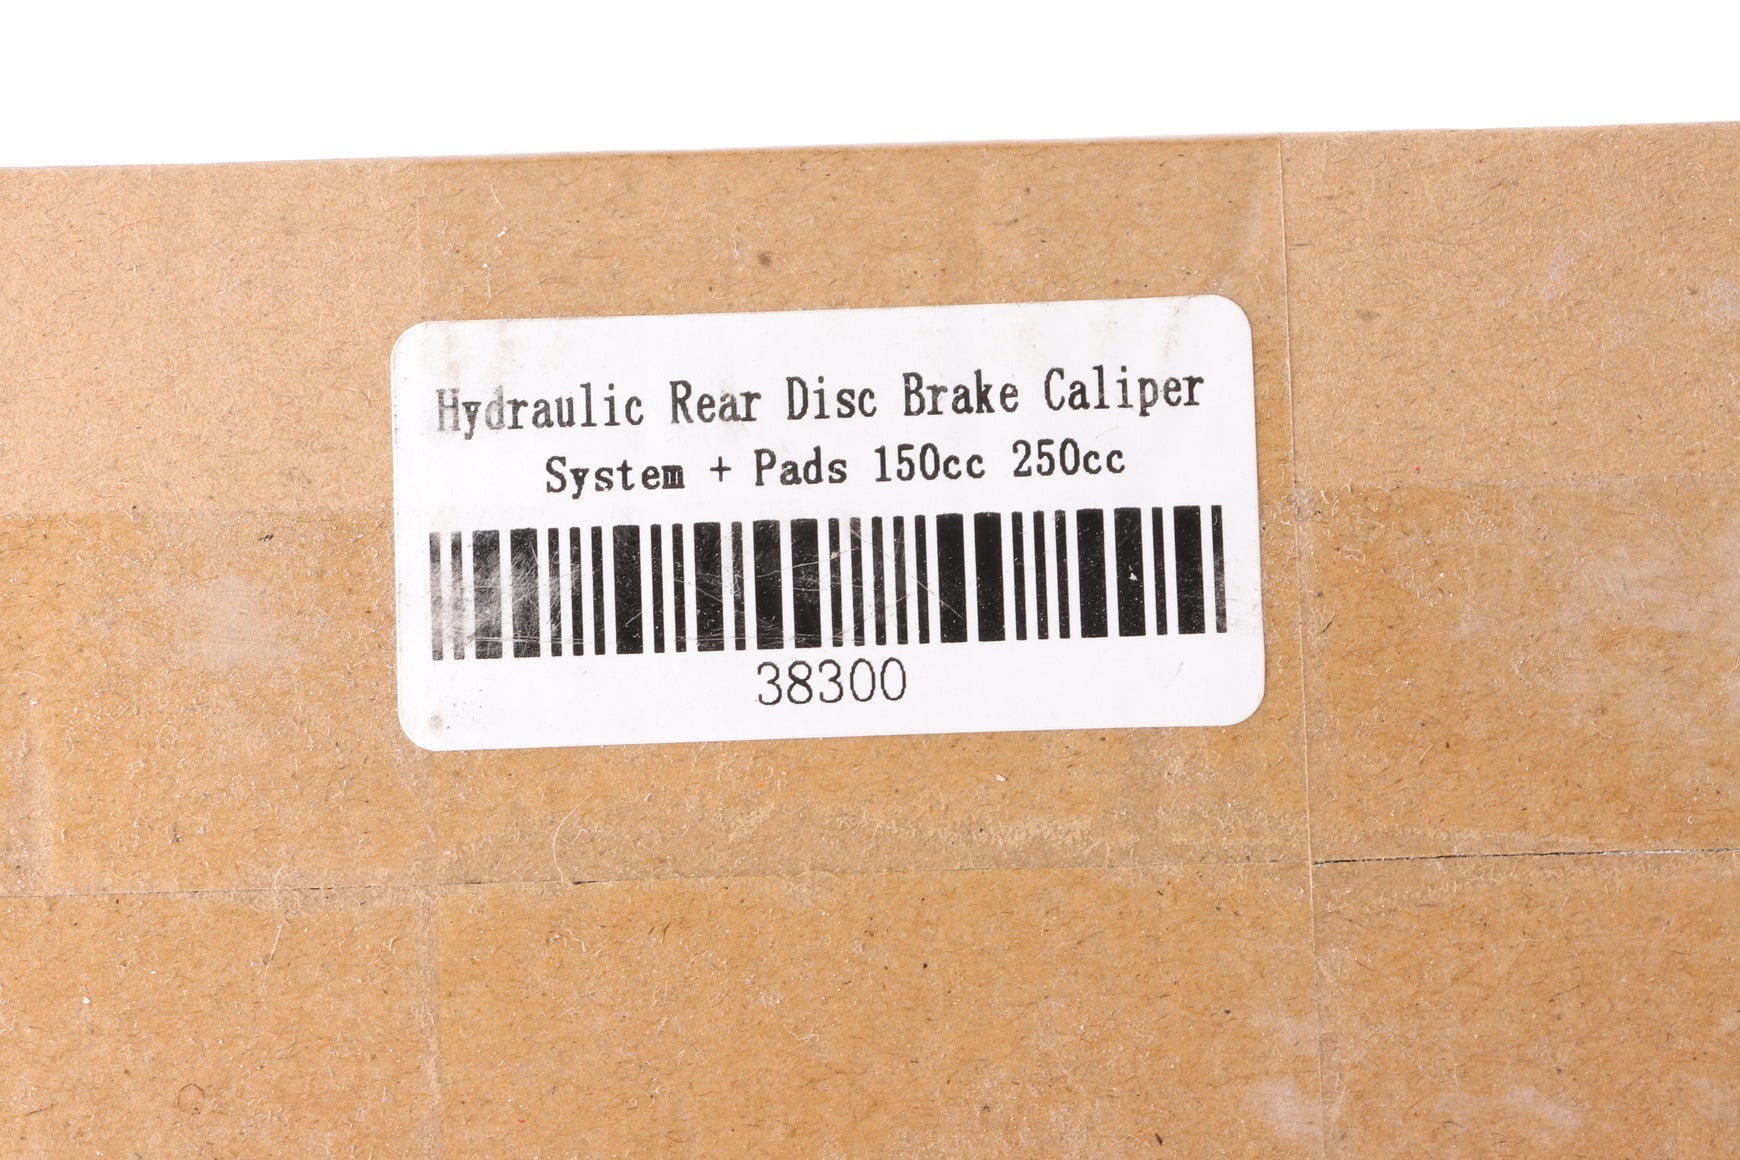 Hydraulic Rear Disc Brake Caliper
System + Pads 150cc 250cc
38300